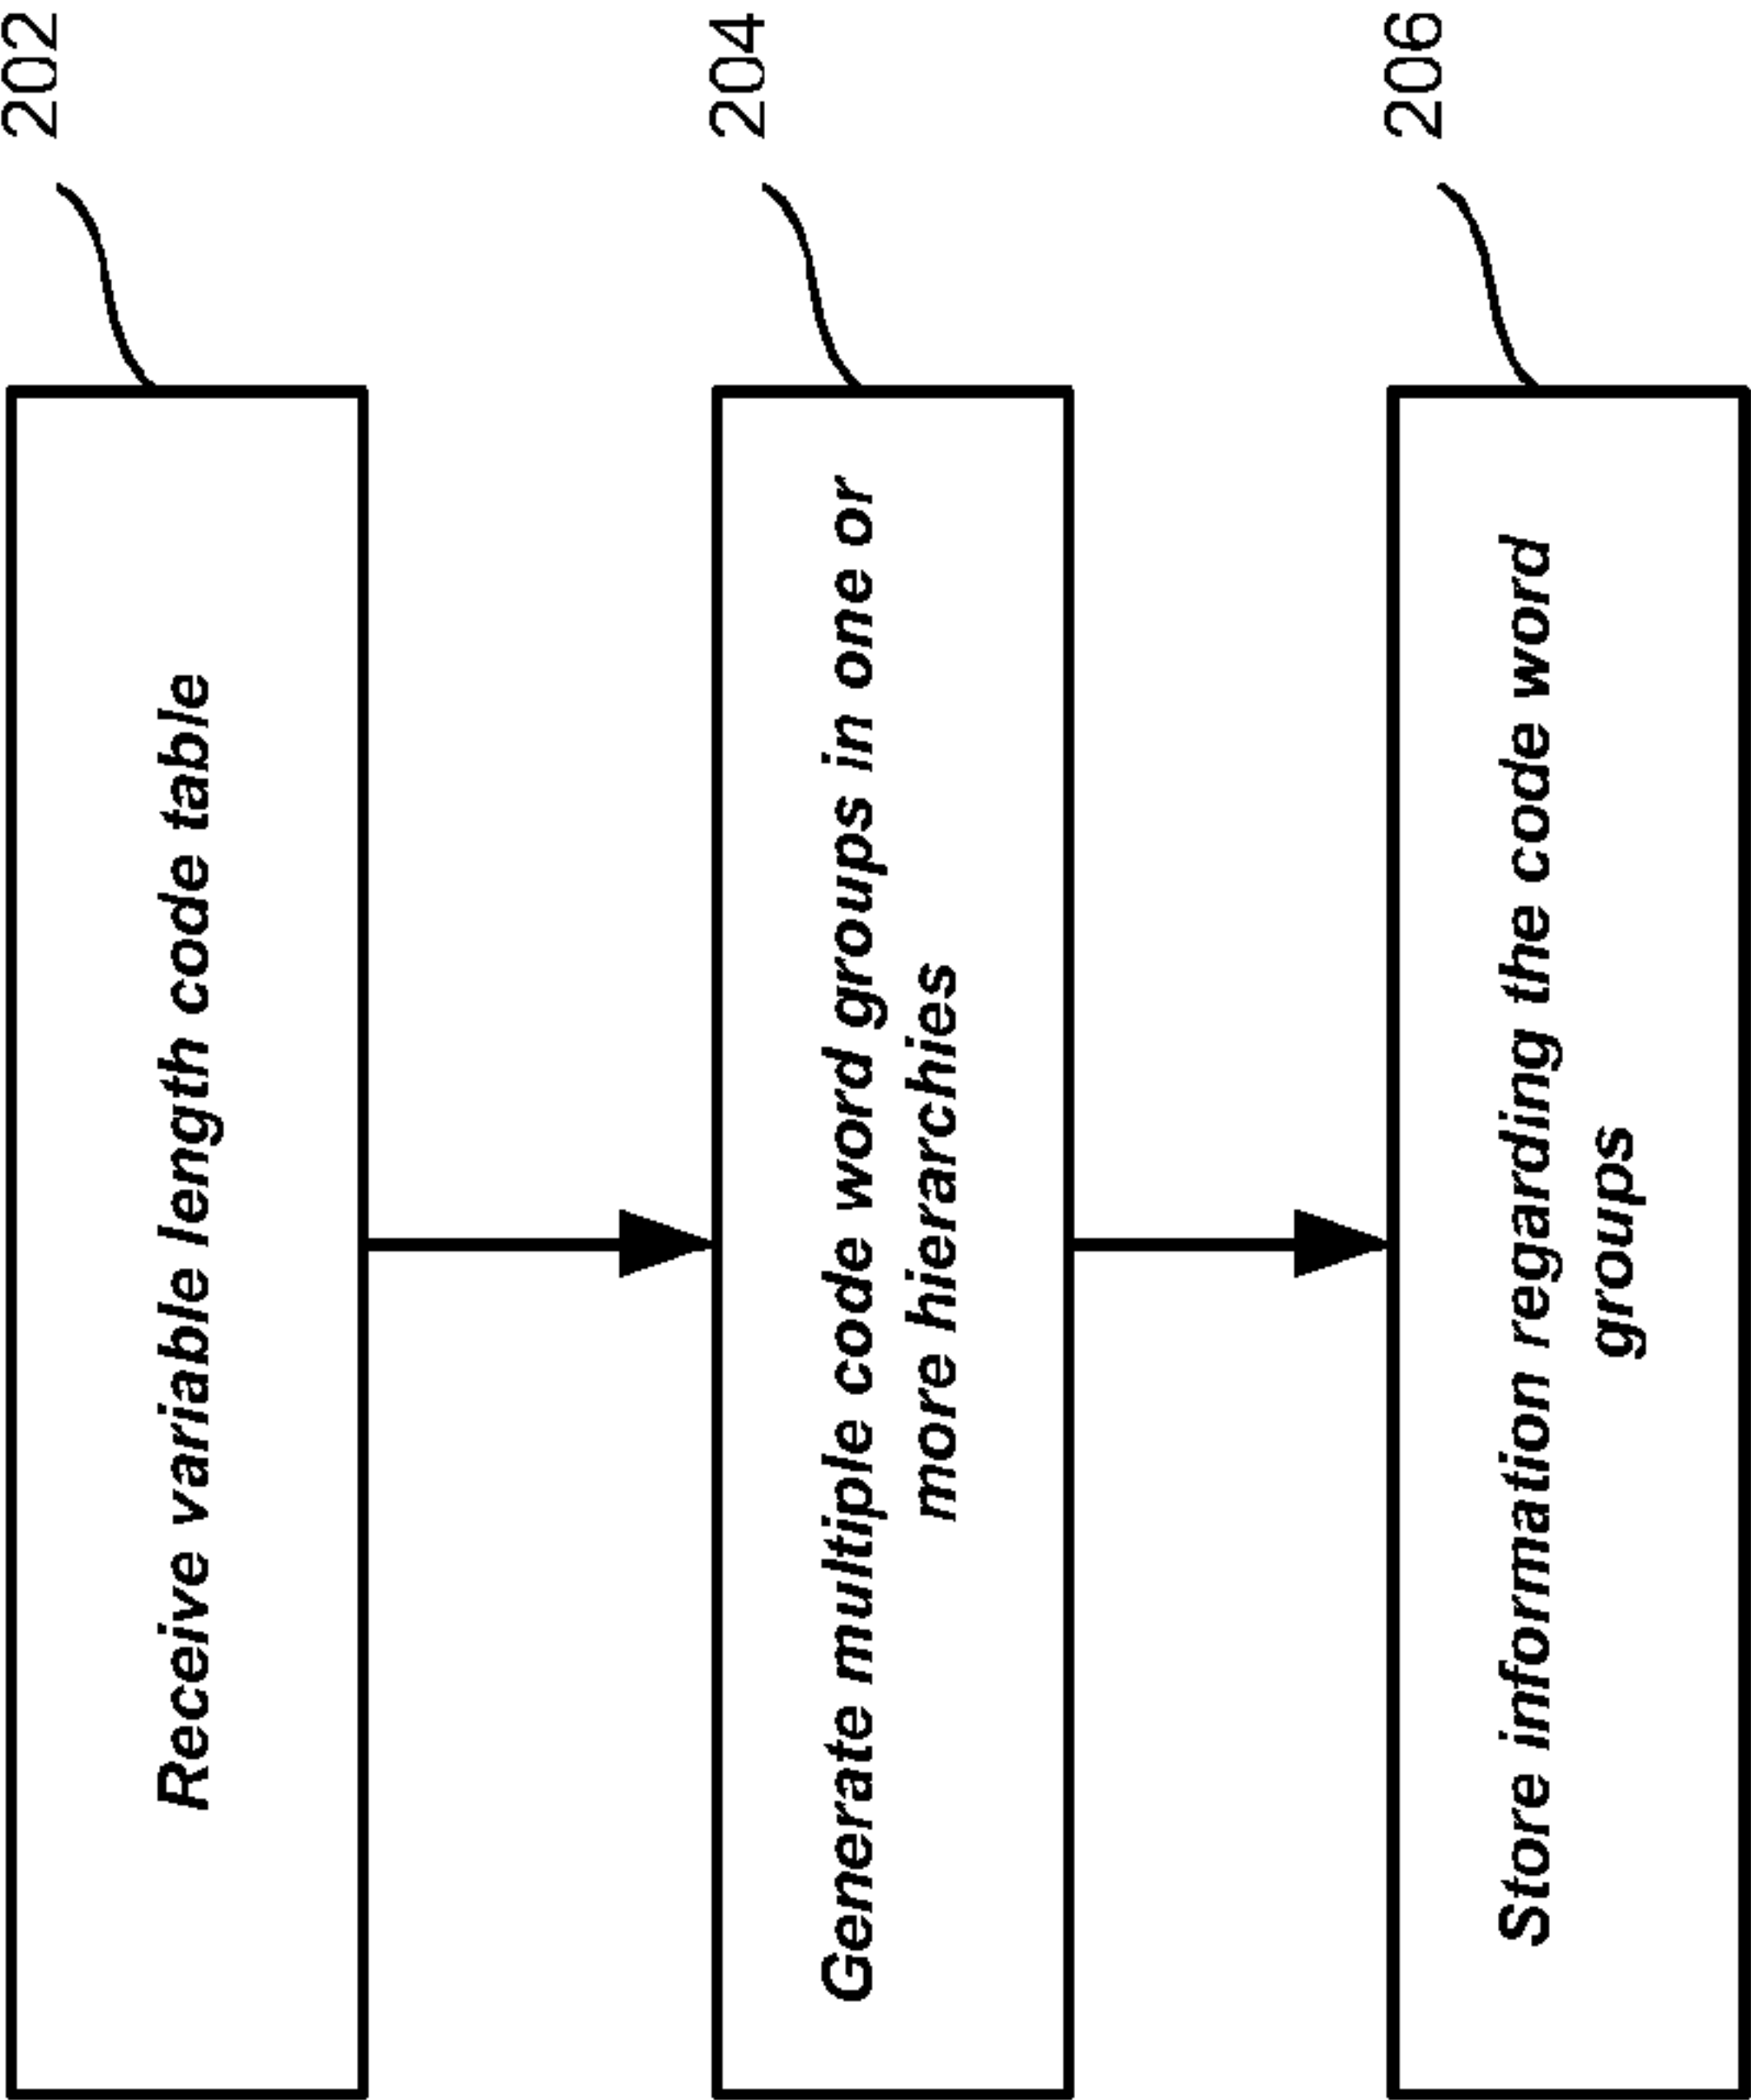 202
Receive variable length code table
204
Generate multiple code word groups in one or
more hierarchies
206
Store information regarding the code word
groups